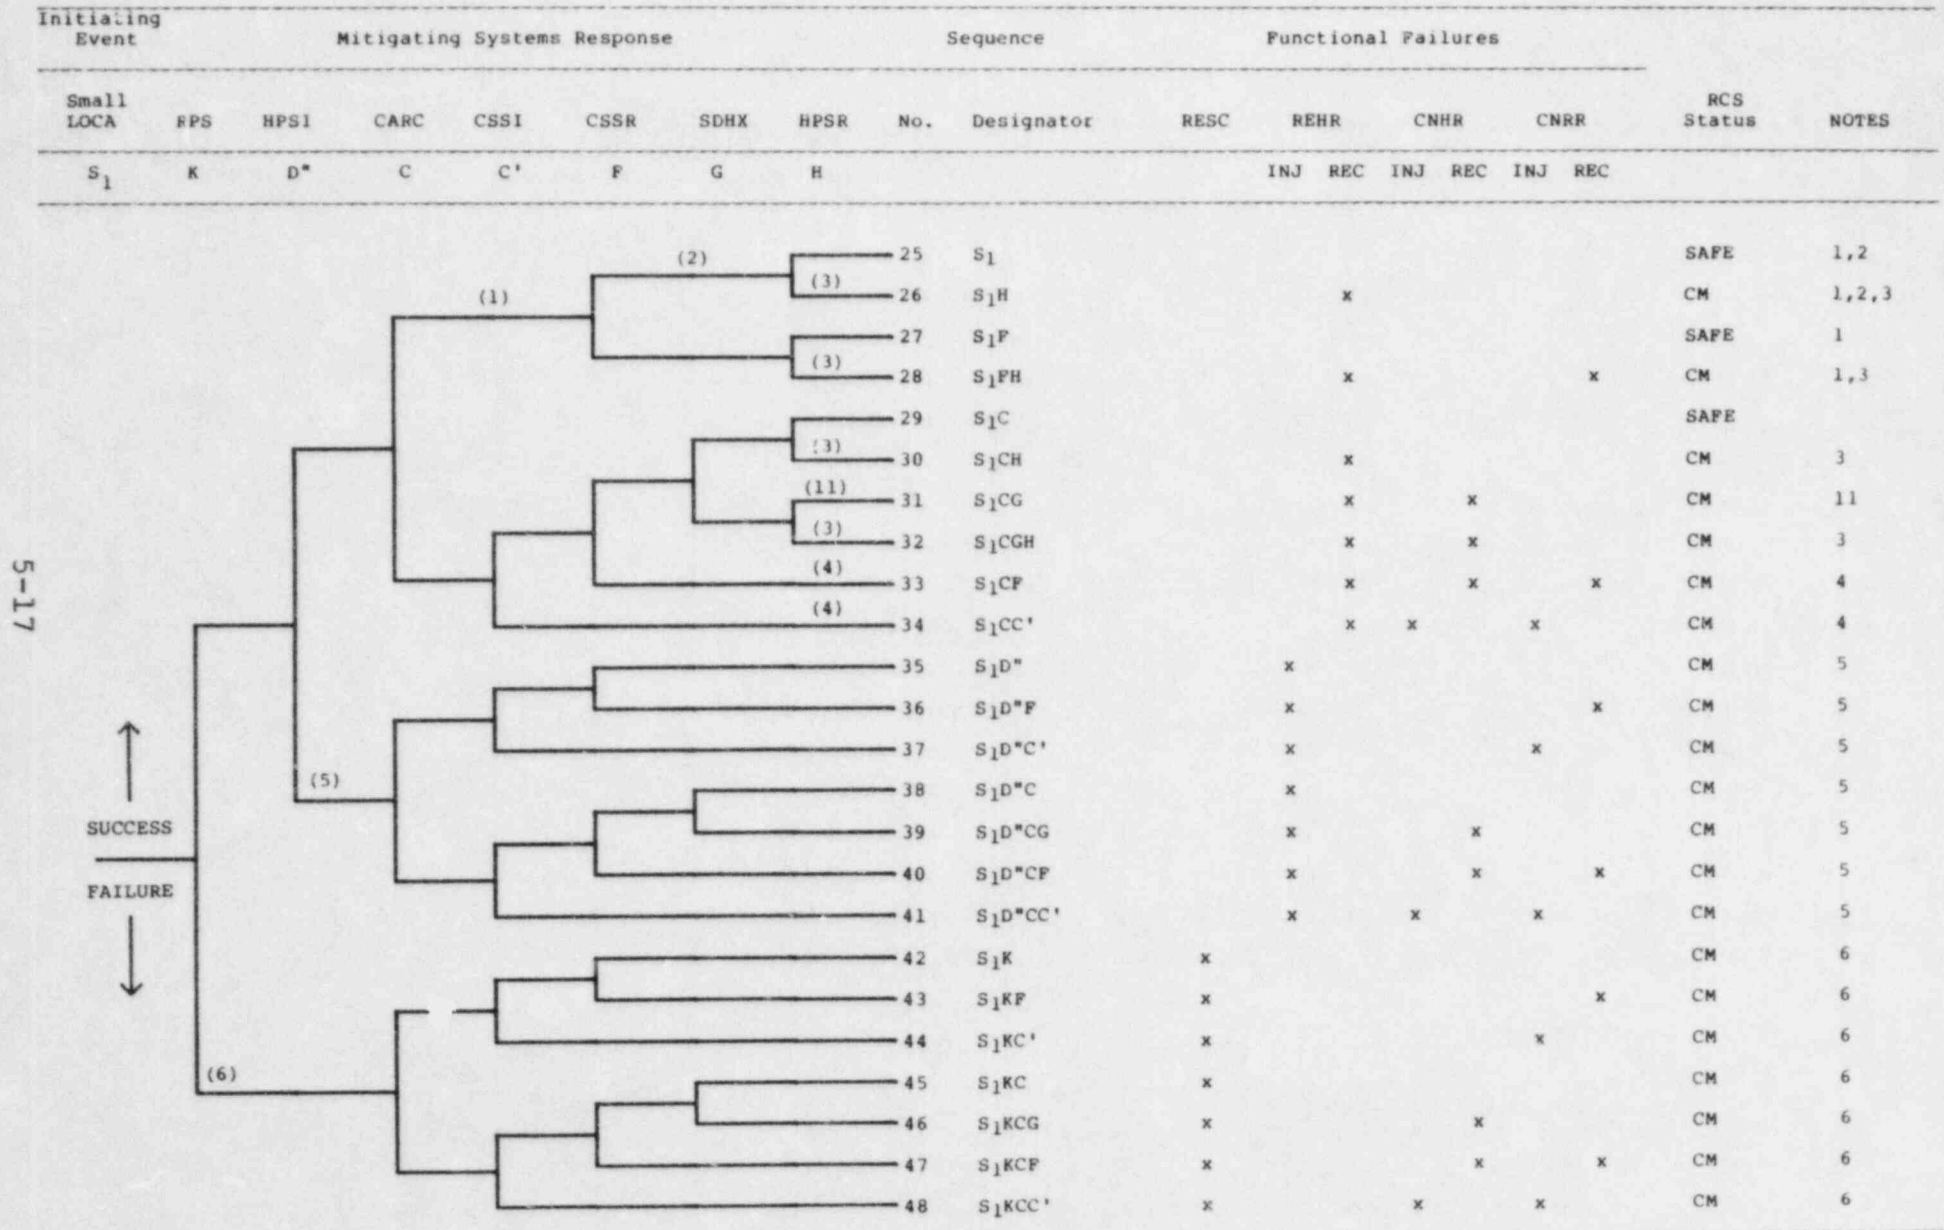 Initiating
Event Mitigating Systems Response Sequence Functional Failures
Small RCS
LOCA RPS HPSI CARC CSSI CSSR SDHX HPSR No. Designator RESC REHR CNHR CNRR Status NOTES
S1 K D" C C' F G H INJ REC INJ REC INJ REC
(2) 25 S1 SAFE 1,2
(1) (3) 26 S1H x CM 1,2,3
27 S1F SAFE 1
(3) 28 S1FH x x CM 1,3
29 S1C SAFE
(3) 30 S1CH x CM 3
(11) 31 S1CG x x CM 11
(3) 32 S1CGH x x CM 3
(4) 33 S1CF x x x CM 4
(4) 34 S1CC' x x x CM 4
35 S1D" x CM 5
36 S1D"F x x CM 5
37 S1D"C' x x CM 5
(5) 38 S1D"C x CM 5
SUCCESS 39 S1D"CG x x CM 5
FAILURE 40 S1D"CF x x x CM 5
41 S1D"CC' x x x CM 5
42 S1K x CM 6
43 S1KF x x CM 6
44 S1KC' x x CM 6
(6) 45 S1KC x CM 6
46 S1KCG x x CM 6
47 S1KCF x x x CM 6
48 S1KCC' x x x CM 6
5-17